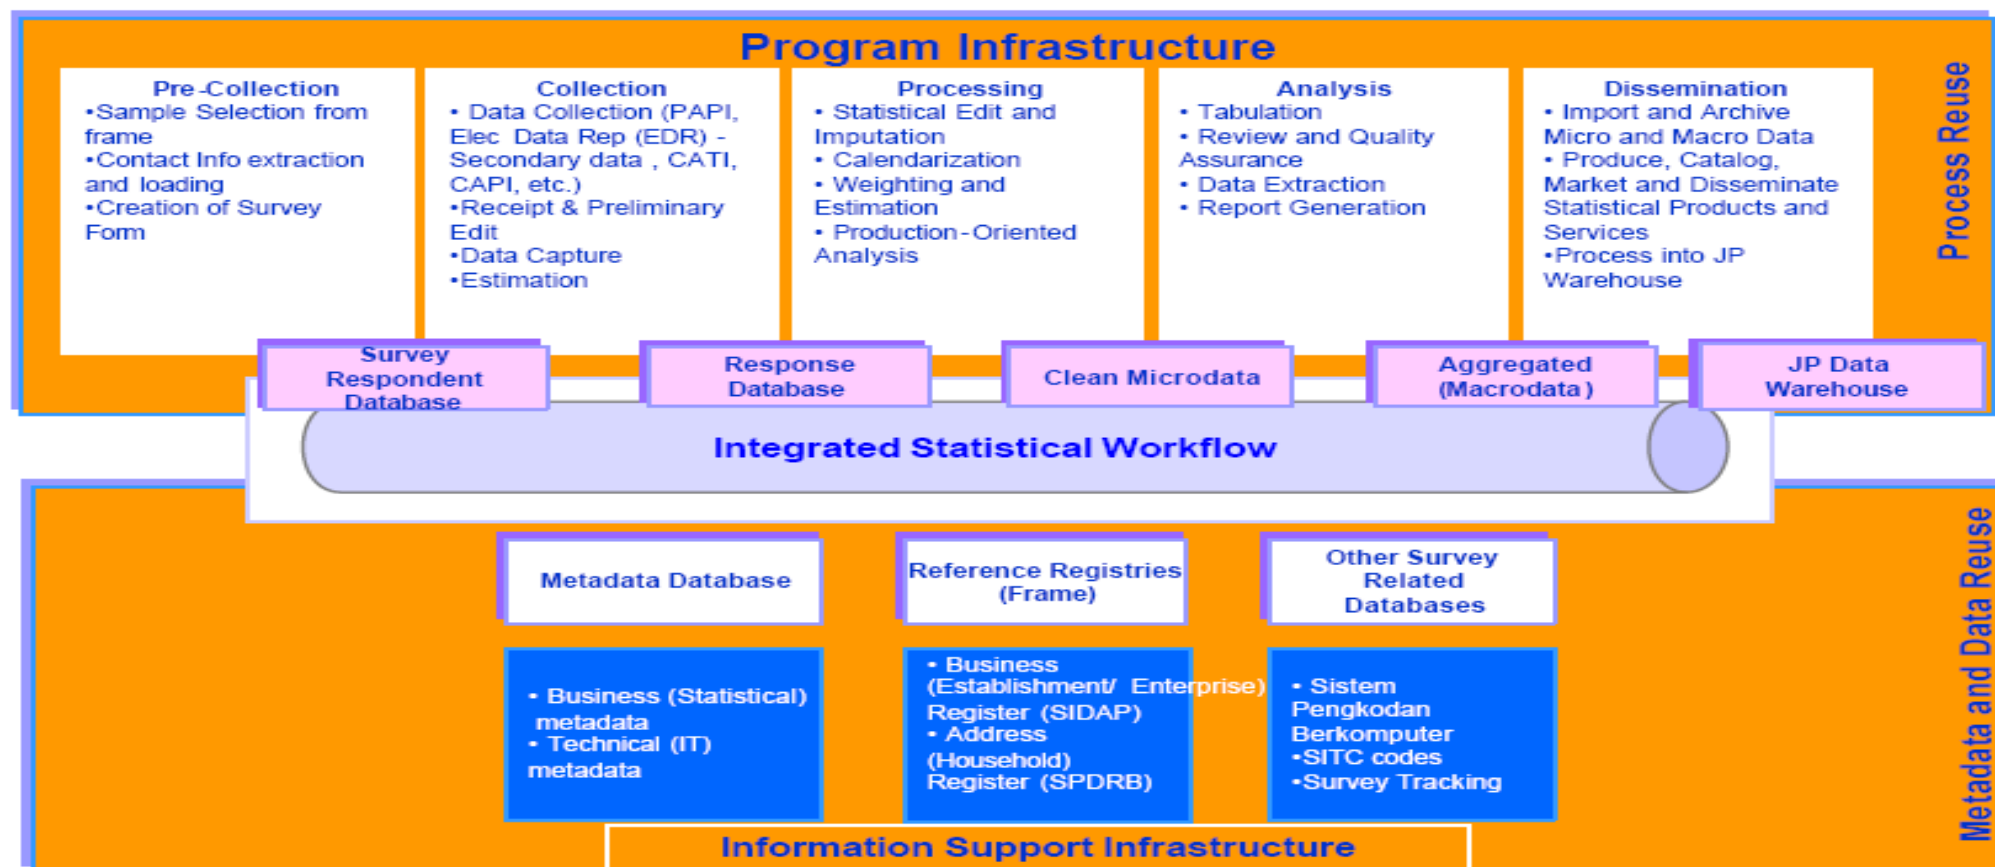 Program Infrastructure
Pre-Collection
•Sample Selection from
frame
•Contact Info extraction
and loading
•Creation of Survey
Form
Collection
• Data Collection (PAPI,
Elec Data Rep (EDR) -
Secondary data , CATI,
CAPI, etc.)
•Receipt & Preliminary
Edit
•Data Capture
•Estimation
Processing
• Statistical Edit and
Imputation
• Calendarization
• Weighting and
Estimation
• Production-Oriented
Analysis
Analysis
• Tabulation
• Review and Quality
Assurance
• Data Extraction
• Report Generation
Dissemination
• Import and Archive
Micro and Macro Data
• Produce, Catalog,
Market and Disseminate
Statistical Products and
Services
•Process into JP
Warehouse
Process Reuse
Survey
Respondent
Database
Response
Database
Clean Microdata
Aggregated
(Macrodata)
JP Data
Warehouse
Integrated Statistical Workflow
Metadata Database
Reference Registries
(Frame)
Other Survey
Related
Databases
• Business (Statistical)
metadata
• Technical (IT)
metadata
• Business
(Establishment/ Enterprise)
Register (SIDAP)
• Address
(Household)
Register (SPDRB)
• Sistem
Pengkodan
Berkomputer
•SITC codes
•Survey Tracking
Metadata and Data Reuse
Information Support Infrastructure